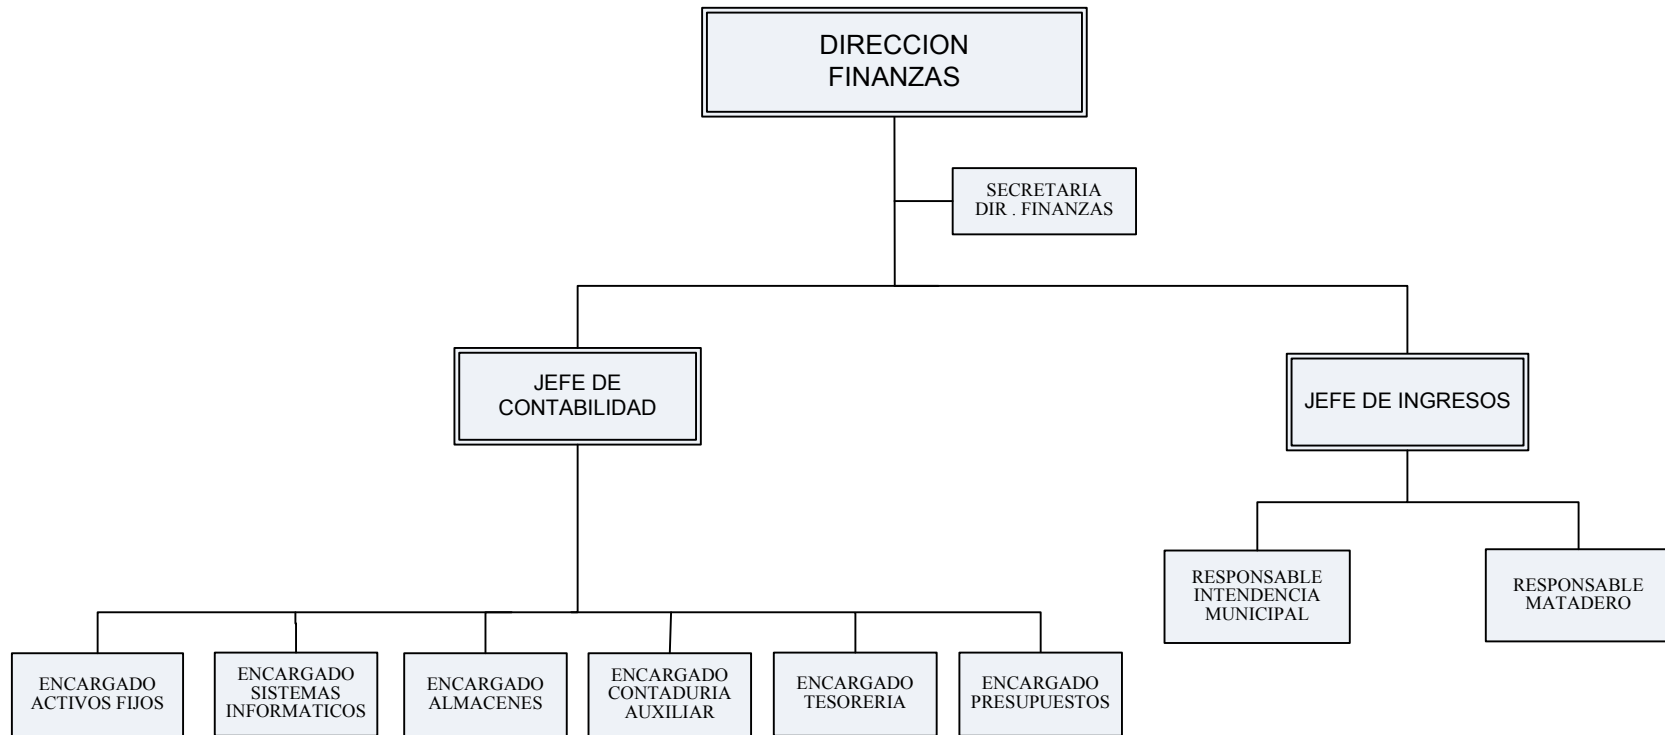 DIRECCION
FINANZAS
SECRETARIA
DIR . FINANZAS
JEFE DE
CONTABILIDAD
JEFE DE INGRESOS
RESPONSABLE
INTENDENCIA
MUNICIPAL
RESPONSABLE
MATADERO
ENCARGADO
ACTIVOS FIJOS
ENCARGADO
SISTEMAS
INFORMATICOS
ENCARGADO
ALMACENES
ENCARGADO
CONTADURIA
AUXILIAR
ENCARGADO
TESORERIA
ENCARGADO
PRESUPUESTOS